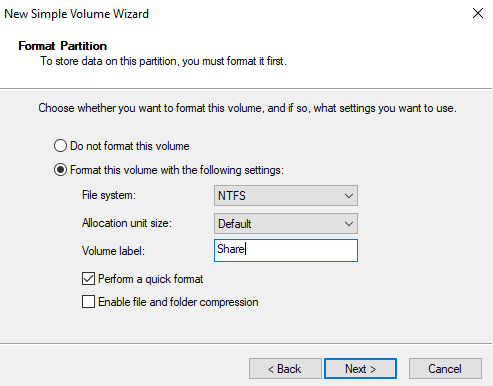 New Simple Volume Wizard
Format Partition
To store data on this partition, you must format it first.
Choose whether you want to format this volume, and if so, what settings you want to use.
Do not format this volume
Format this volume with the following settings:
File system: NTFS
Allocation unit size: Default
Volume label: Share
Perform a quick format
Enable file and folder compression
< Back Next > Cancel